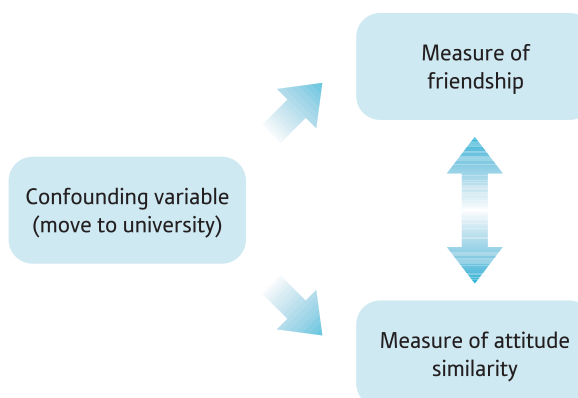 Measure of
friendship
Confounding variable
(move to university)
Measure of attitude
similarity